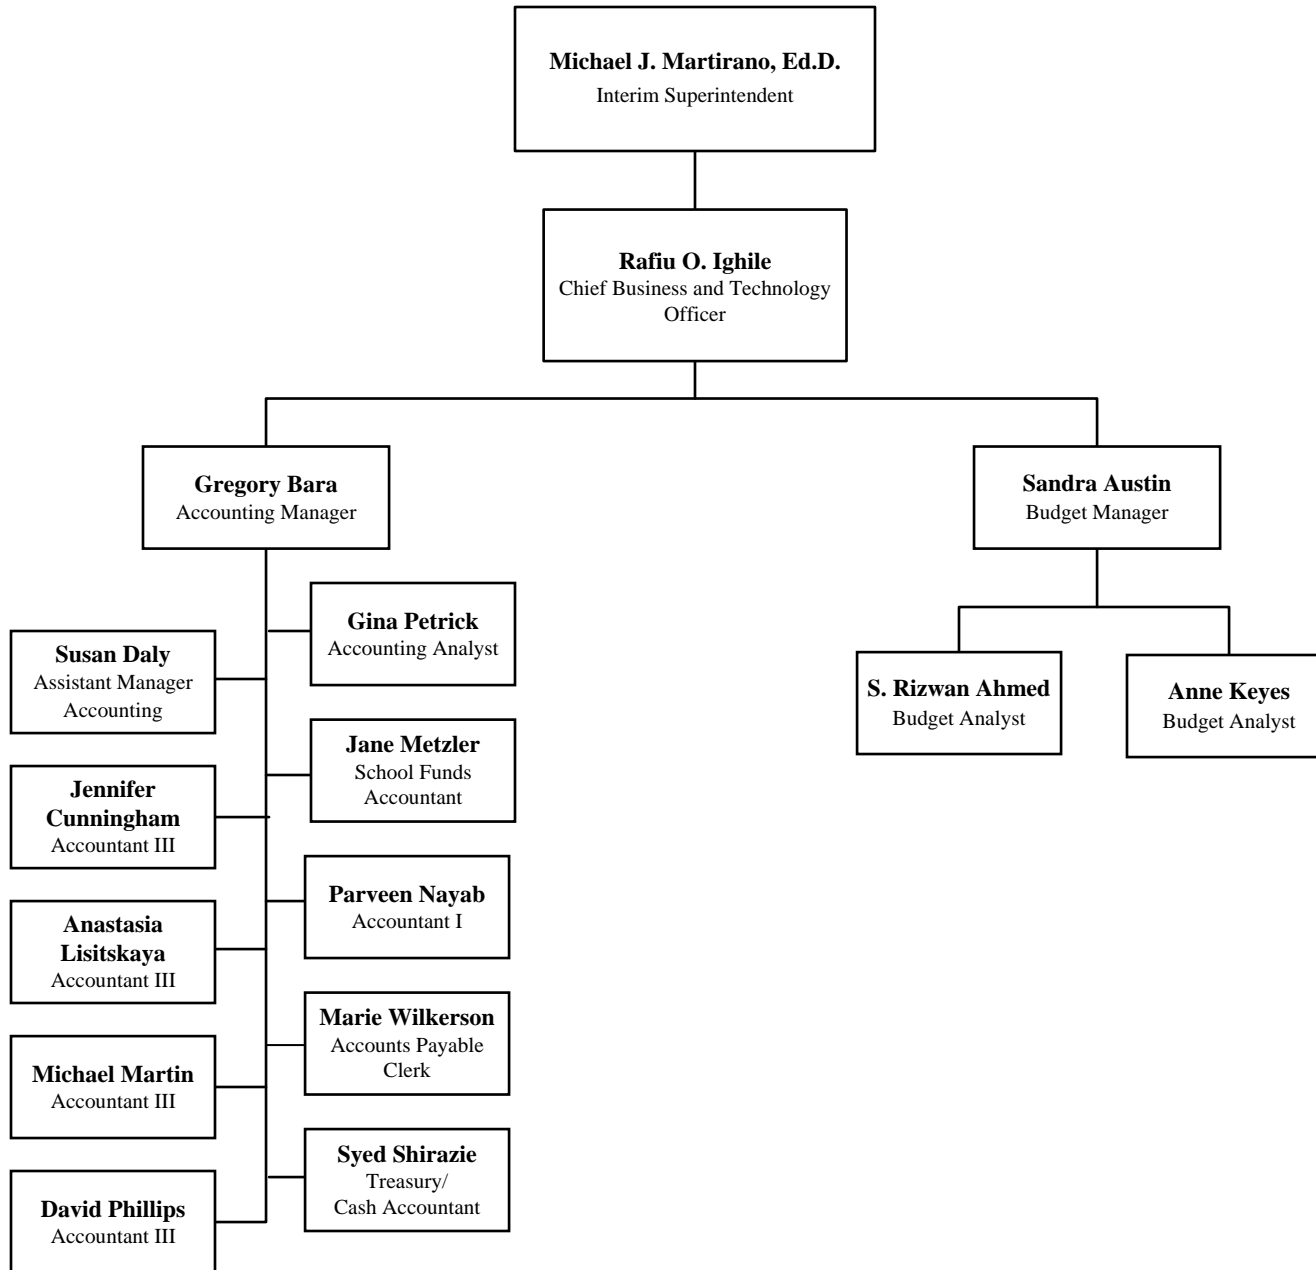 Michael J. Martirano, Ed.D.
Interim Superintendent
Rafiu O. Ighile
Chief Business and Technology
Officer
Gregory Bara
Accounting Manager
Sandra Austin
Budget Manager
Susan Daly
Assistant Manager
Accounting
Jennifer
Cunningham
Accountant III
Anastasia
Lisitskaya
Accountant III
Michael Martin
Accountant III
David Phillips
Accountant III
Gina Petrick
Accounting Analyst
Jane Metzler
School Funds
Accountant
Parveen Nayab
Accountant I
Marie Wilkerson
Accounts Payable
Clerk
Syed Shirazie
Treasury/
Cash Accountant
S. Rizwan Ahmed
Budget Analyst
Anne Keyes
Budget Analyst